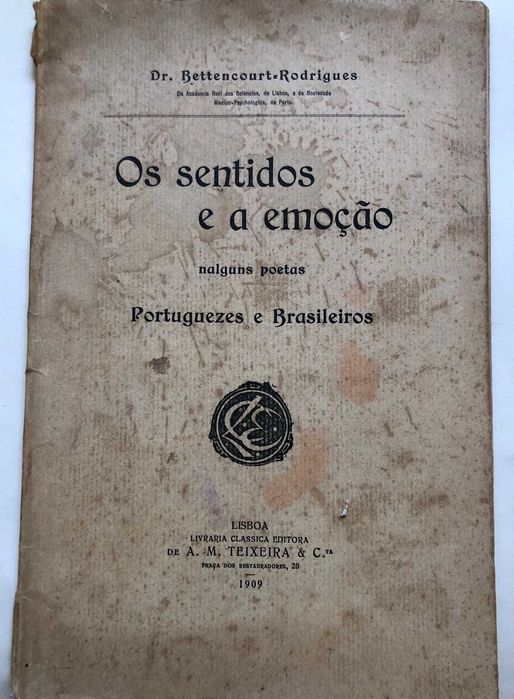 Dr. Bettencourt-Rodrigues
Da Academia Real das Sciencias, de Lisboa, e da Sociedade
Medico-Psychologica, de Paris.
Os sentidos
e a emoção
nalguns poetas
Portuguezes e Brasileiros
LISBOA
LIVRARIA CLASSICA EDITORA
DE A. M. TEIXEIRA & C.TA
PRAÇA DOS RESTAURADORES, 20
1909